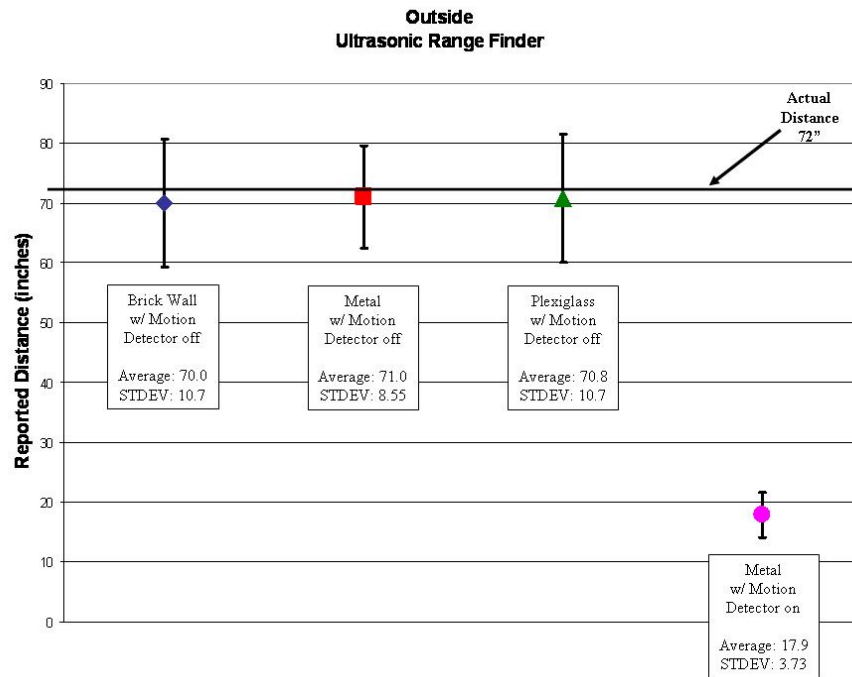 Outside
Ultrasonic Range Finder
Reported Distance (inches)
90
80
70
60
50
40
30
20
10
0
Actual
Distance
72”
Brick Wall
w/ Motion
Detector off
Average: 70.0
STDEV: 10.7
Metal
w/ Motion
Detector off
Average: 71.0
STDEV: 8.55
Plexiglass
w/ Motion
Detector off
Average: 70.8
STDEV: 10.7
Metal
w/ Motion
Detector on
Average: 17.9
STDEV: 3.73